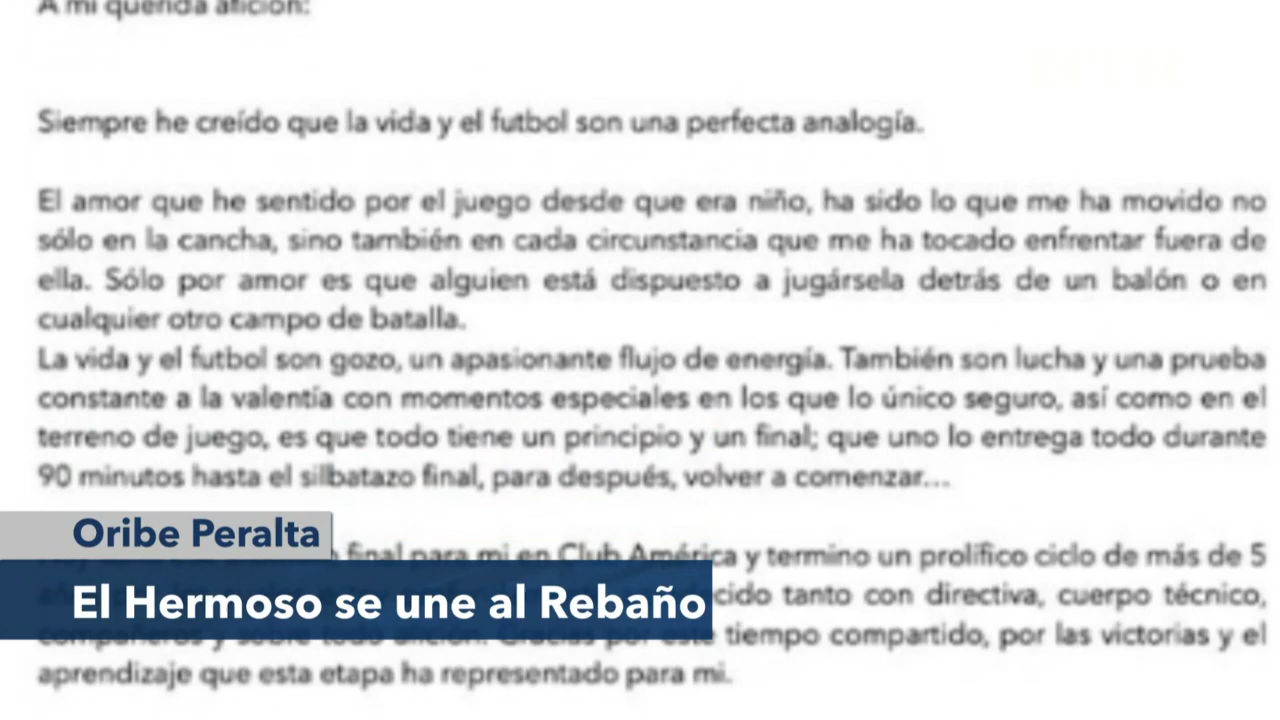 A mi querida afición:
Siempre he creído que la vida y el futbol son una perfecta analogía.
El amor que he sentido por el juego desde que era niño, ha sido lo que me ha movido no
sólo en la cancha, sino también en cada circunstancia que me ha tocado enfrentar fuera de
ella. Sólo por amor es que alguien está dispuesto a jugársela detrás de un balón o en
cualquier otro campo de batalla.
La vida y el futbol son gozo, un apasionante flujo de energía. También son lucha y una prueba
constante a la valentía con momentos especiales en los que lo único seguro, así como en el
terreno de juego, es que todo tiene un principio y un final; que uno lo entrega todo durante
90 minutos hasta el silbatazo final, para después, volver a comenzar...
Oribe Peralta
final para mi en Club América y termino un prolífico ciclo de más de 5
El Hermoso se une al Rebaño
tanto con directiva, cuerpo técnico,
compañeros y sobre todo afición. Gracias por este tiempo compartido, por las victorias y el
aprendizaje que esta etapa ha representado para mi.